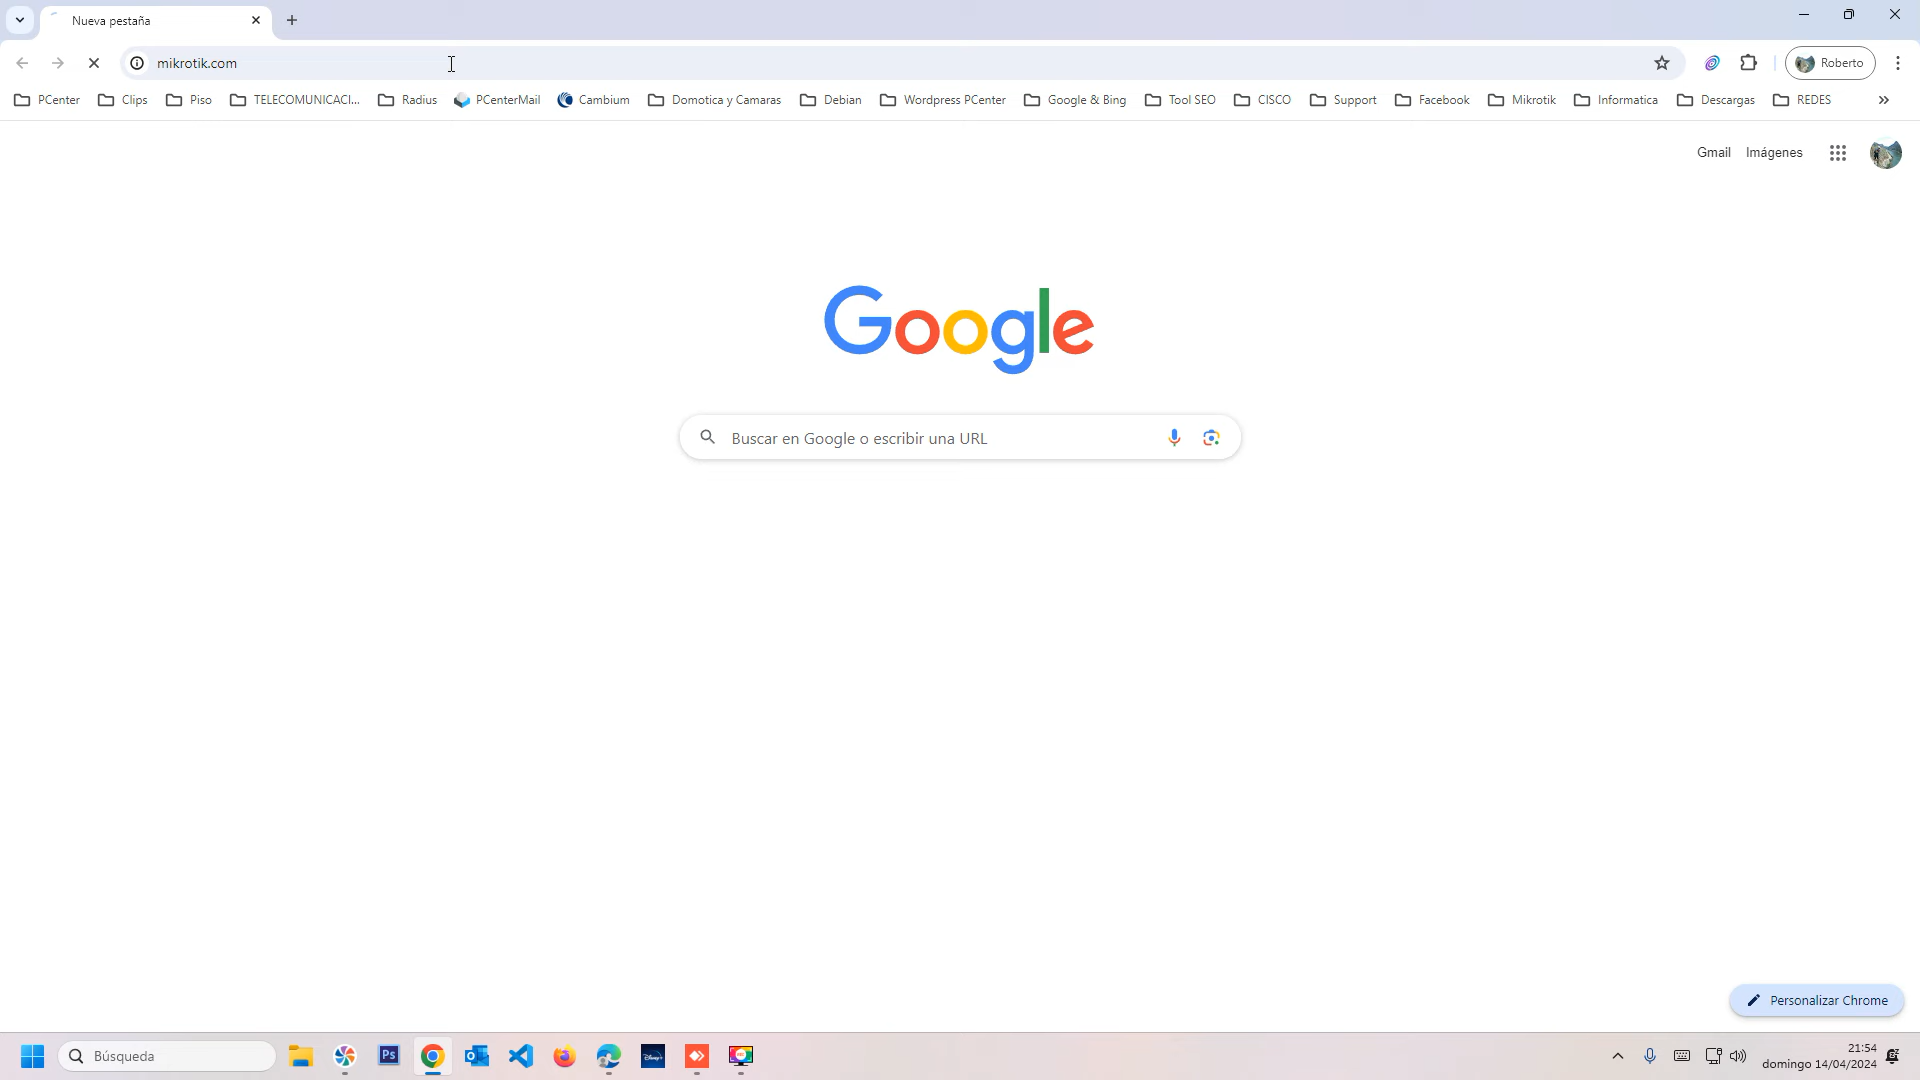 Nueva pestaña
mikrotik.com
Roberto
PCenter Clips Piso TELECOMUNICACI... Radius PCenterMail Cambium Domotica y Camaras Debian Wordpress PCenter Google & Bing Tool SEO CISCO Support Facebook Mikrotik Informatica Descargas REDES
Gmail Imágenes
Google
Buscar en Google o escribir una URL
Personalizar Chrome
Búsqueda
Ps
Disney+
21:54
domingo 14/04/2024